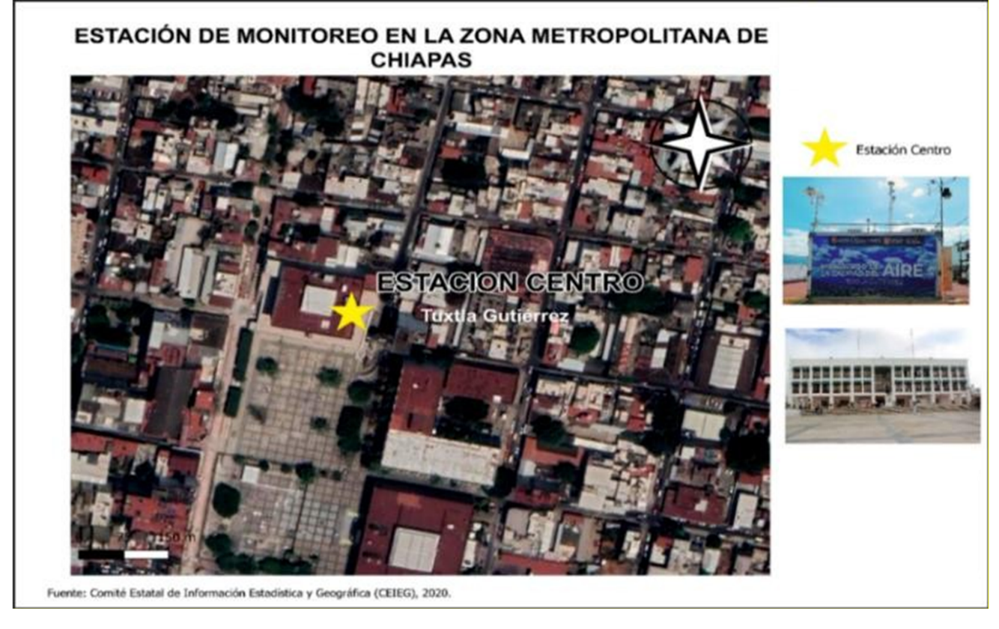 ESTACIÓN DE MONITOREO EN LA ZONA METROPOLITANA DE
CHIAPAS
Estación Centro
AIRE
ESTACION CENTRO
Tuxtla Gutiérrez
150 m
Fuente: Comité Estatal de Información Estadística y Geográfica (CEIEG), 2020.